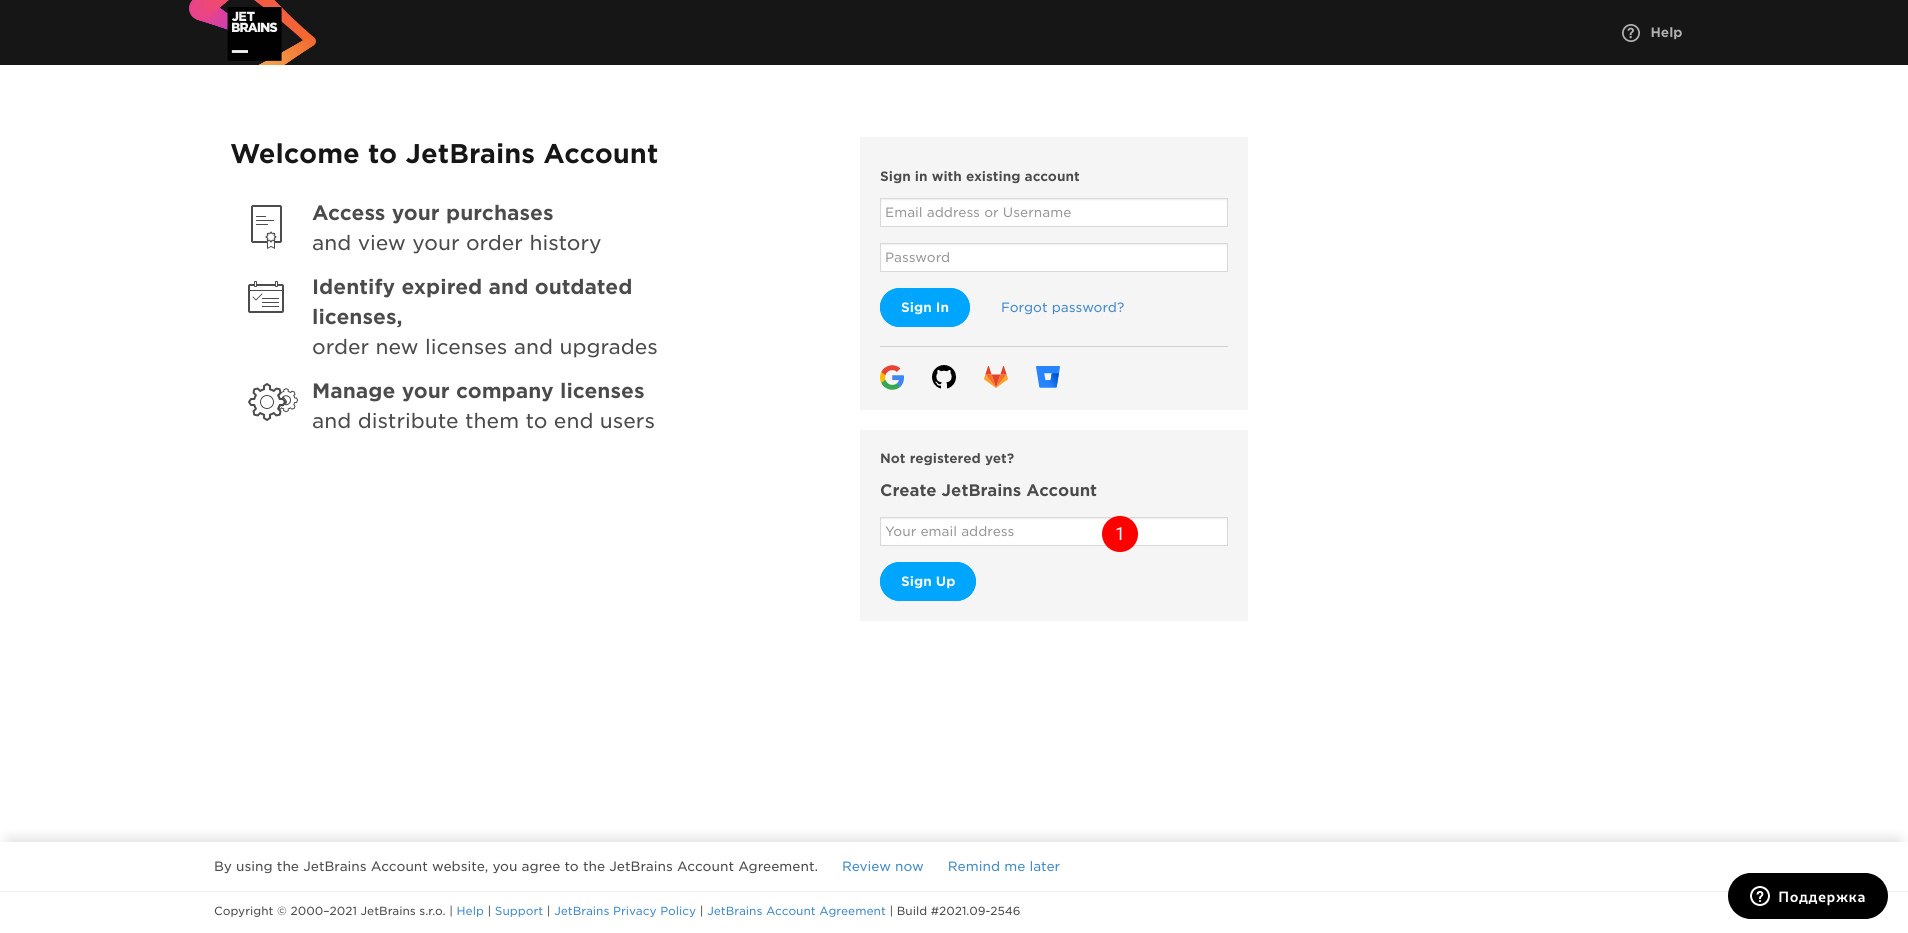 JET
BRAINS
Help
Welcome to JetBrains Account
Access your purchases
and view your order history
Identify expired and outdated
licenses,
order new licenses and upgrades
Manage your company licenses
and distribute them to end users
Sign in with existing account
Email address or Username
Password
Sign In Forgot password?
Not registered yet?
Create JetBrains Account
Your email address 1
Sign Up
By using the JetBrains Account website, you agree to the JetBrains Account Agreement. Review now Remind me later
Copyright © 2000–2021 JetBrains s.r.o. | Help | Support | JetBrains Privacy Policy | JetBrains Account Agreement | Build #2021.09-2546
Поддержка